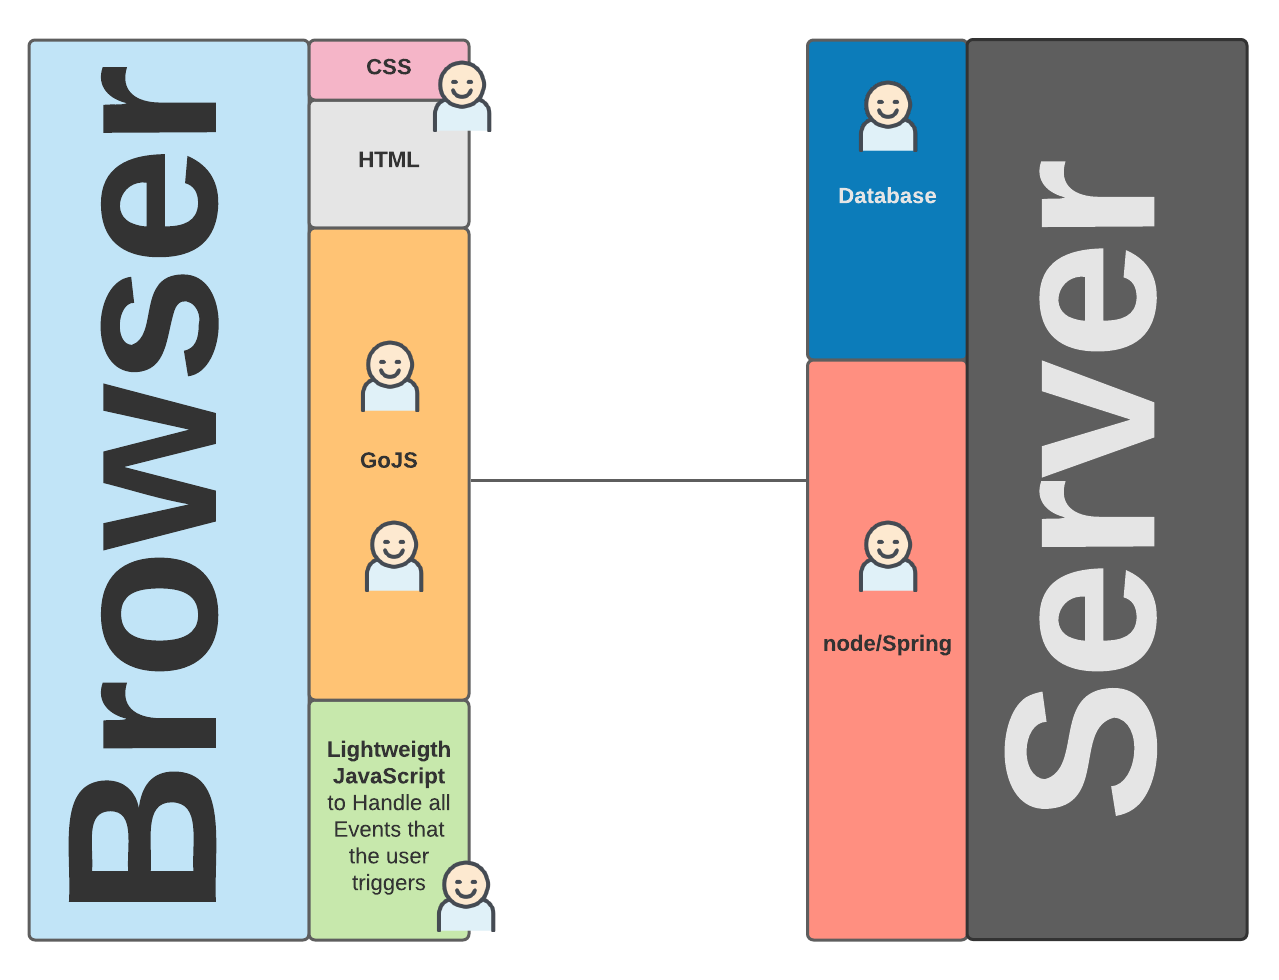 Browser
CSS
HTML
GoJS
Lightweigth
JavaScript
to Handle all
Events that
the user
triggers
Database
node/Spring
Server